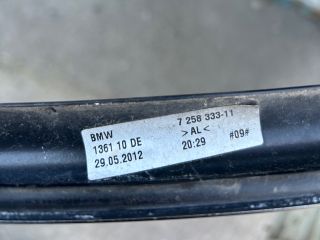 BMW 7 258 333-11
1361 10 DE >AL<
29.05.2012 20:29 #09#